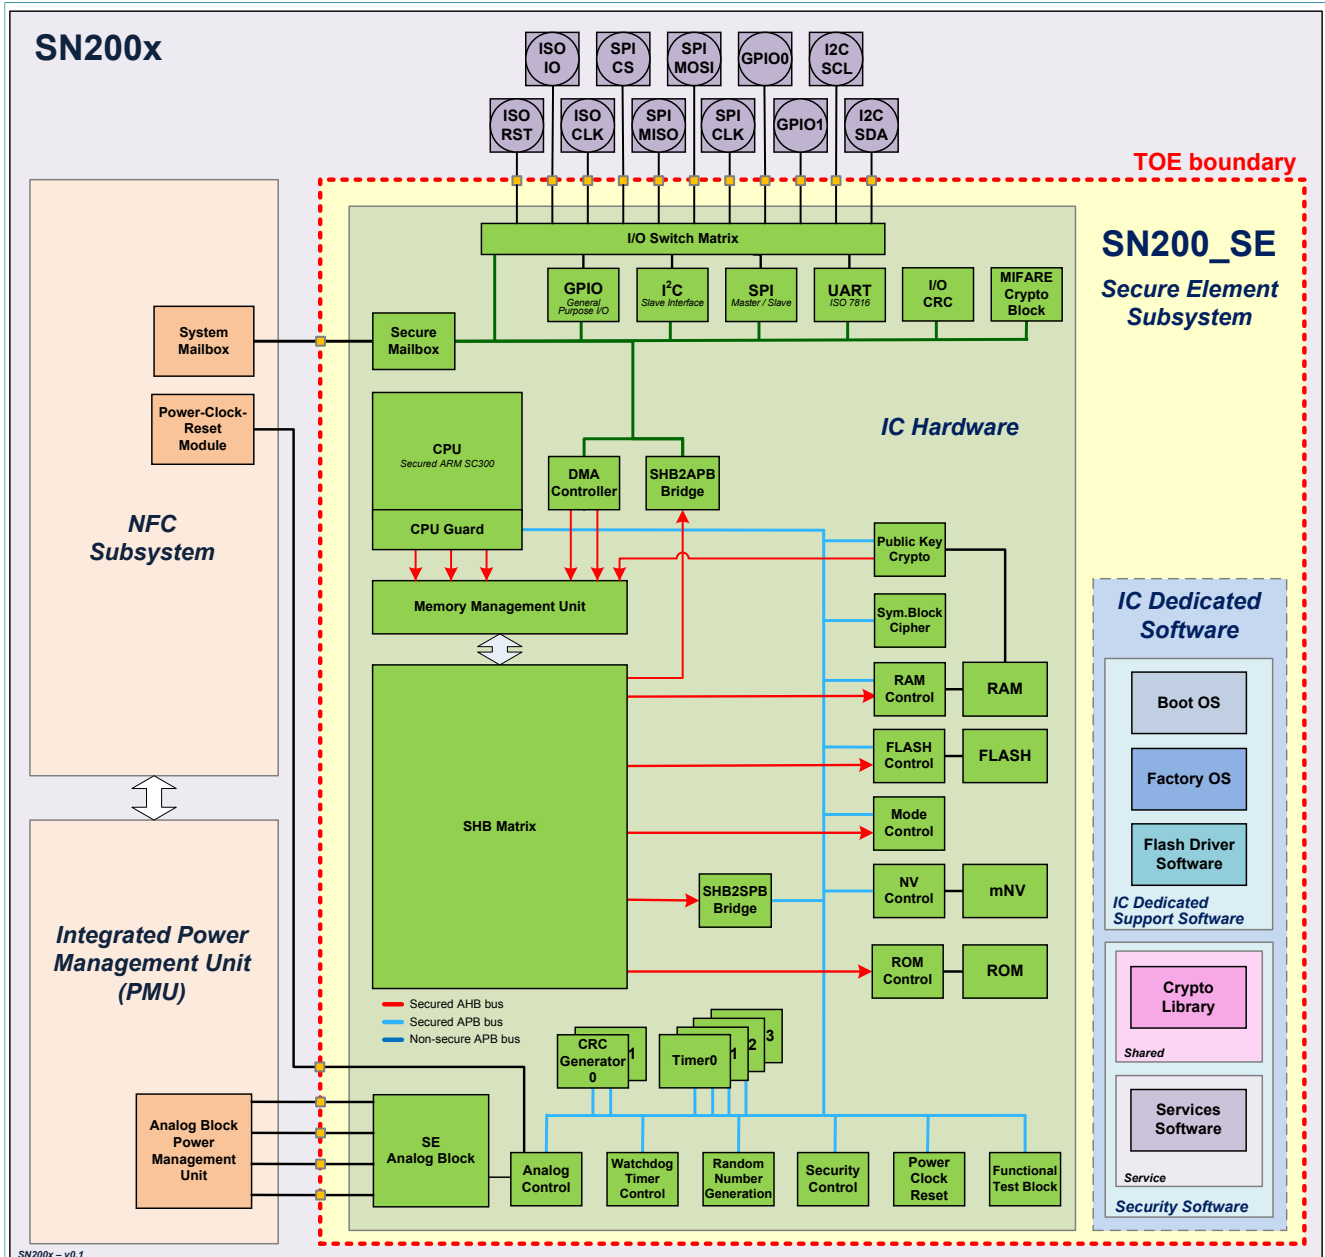 SN200x
ISO
IO
SPI
CS
SPI
MOSI
GPIO0
I2C
SCL
ISO
RST
ISO
CLK
SPI
MISO
SPI
CLK
GPIO1
I2C
SDA
TOE boundary
SN200_SE
Secure Element
Subsystem
I/O Switch Matrix
GPIO
General
Purpose I/O
I²C
Slave Interface
SPI
Master / Slave
UART
ISO 7816
I/O
CRC
MIFARE
Crypto
Block
System
Mailbox
Secure
Mailbox
Power-Clock-
Reset
Module
NFC
Subsystem
IC Hardware
CPU
Secured ARM SC300
CPU Guard
DMA
Controller
SHB2APB
Bridge
Public Key
Crypto
Memory Management Unit
Sym.Block
Cipher
RAM
Control
RAM
FLASH
Control
FLASH
SHB Matrix
Mode
Control
SHB2SPB
Bridge
NV
Control
mNV
ROM
Control
ROM
IC Dedicated
Software
Boot OS
Factory OS
Flash Driver
Software
IC Dedicated
Support Software
Crypto
Library
Shared
Services
Software
Service
Security Software
Integrated Power
Management Unit
(PMU)
Secured AHB bus
Secured APB bus
Non-secure APB bus
CRC
Generator
0
1
Timer0
1
2
3
Analog Block
Power
Management
Unit
SE
Analog Block
Analog
Control
Watchdog
Timer
Control
Random
Number
Generation
Security
Control
Power
Clock
Reset
Functional
Test Block
SN200x – v0.1